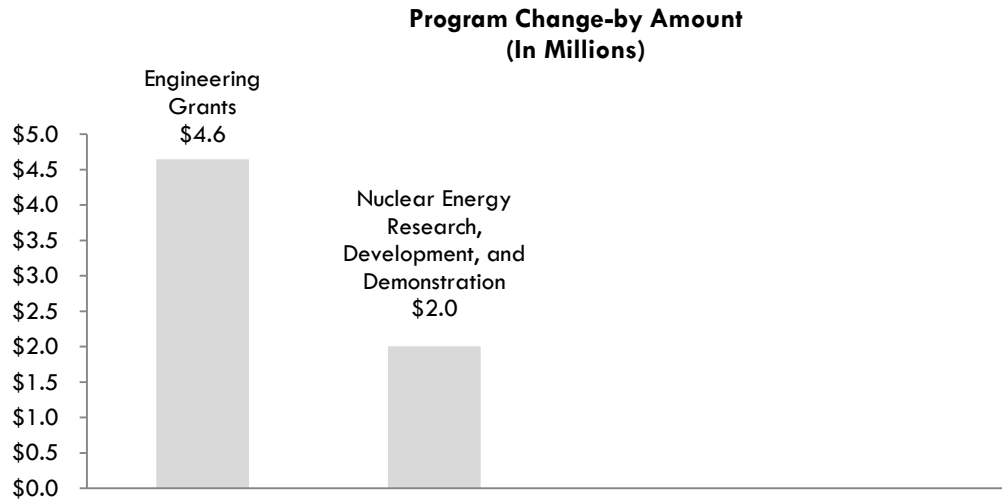 Program Change-by Amount
(In Millions)
Engineering
Grants
$4.6
Nuclear Energy
Research,
Development, and
Demonstration
$2.0
$5.0
$4.5
$4.0
$3.5
$3.0
$2.5
$2.0
$1.5
$1.0
$0.5
$0.0